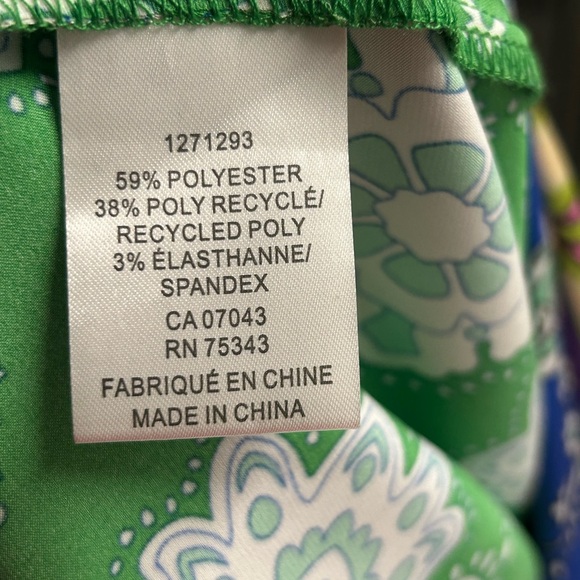 1271293
59% POLYESTER
38% POLY RECYCLÉ/
RECYCLED POLY
3% ÉLASTHANNE/
SPANDEX
CA 07043
RN 75343
FABRIQUÉ EN CHINE
MADE IN CHINA